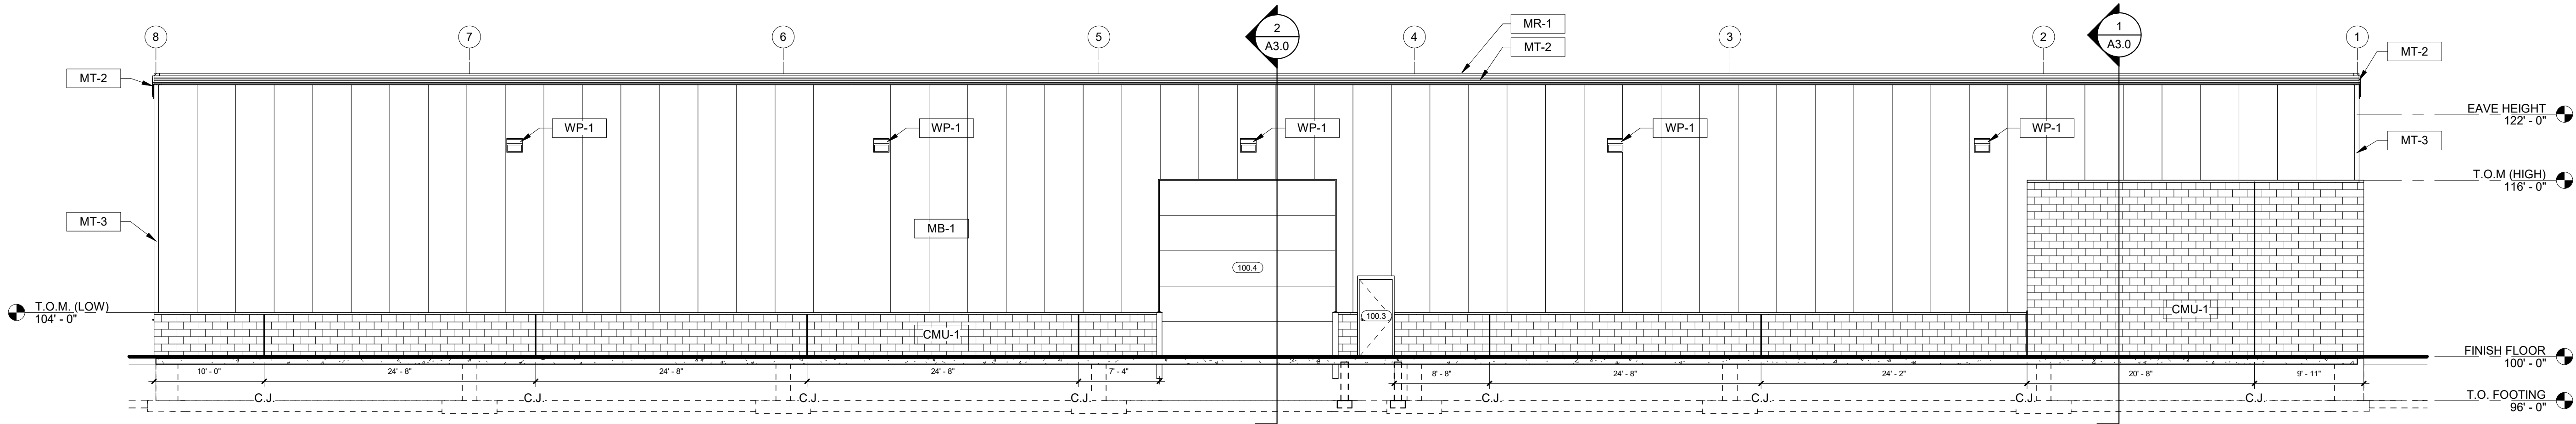 8
7
6
5
2
A3.0
4
MR-1
MT-2
3
2
1
A3.0
1
MT-2
MT-2
EAVE HEIGHT
122' - 0"
WP-1
WP-1
WP-1
WP-1
WP-1
MT-3
T.O.M (HIGH)
116' - 0"
MT-3
MB-1
100.4
T.O.M. (LOW)
104' - 0"
100.3
CMU-1
CMU-1
FINISH FLOOR
100' - 0"
10' - 0"
24' - 8"
24' - 8"
24' - 8"
7' - 4"
8' - 8"
24' - 8"
24' - 2"
20' - 8"
9' - 11"
C.J.
C.J.
C.J.
C.J.
C.J.
C.J.
C.J.
C.J.
T.O. FOOTING
96' - 0"